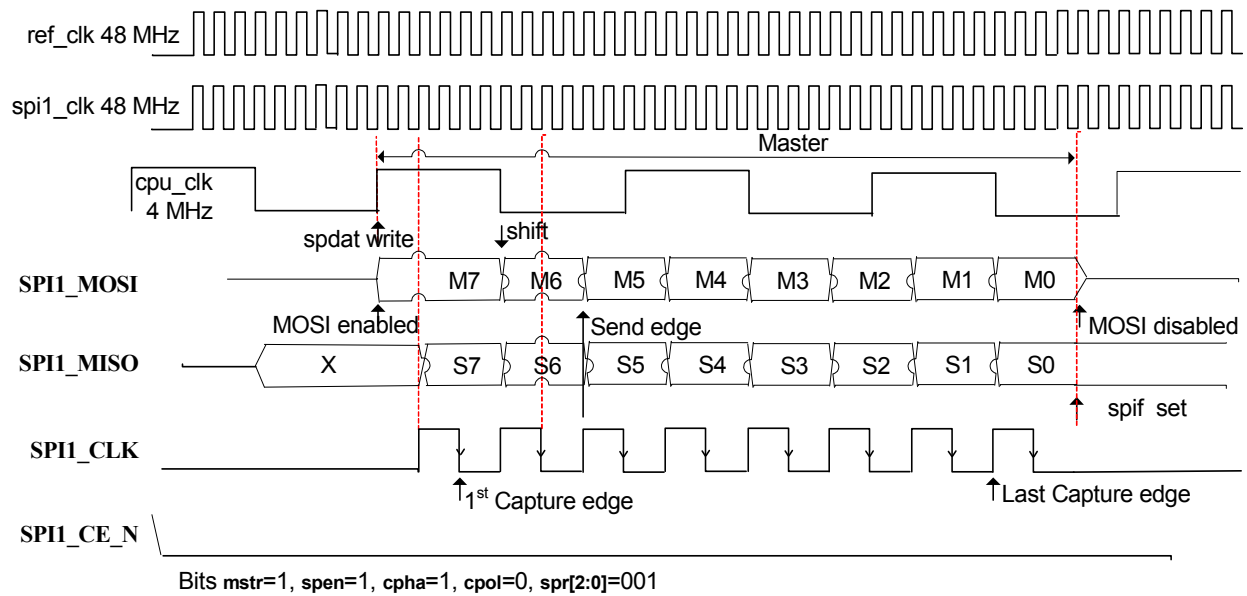 ref_clk 48 MHz
spi1_clk 48 MHz
Master
cpu_clk
4 MHz
spdat write
shift
SPI1_MOSI
M7 M6 M5 M4 M3 M2 M1 M0
MOSI enabled
Send edge
MOSI disabled
SPI1_MISO
X S7 S6 S5 S4 S3 S2 S1 S0
spif set
SPI1_CLK
1st Capture edge
Last Capture edge
SPI1_CE_N
Bits mstr=1, spen=1, cpha=1, cpol=0, spr[2:0]=001